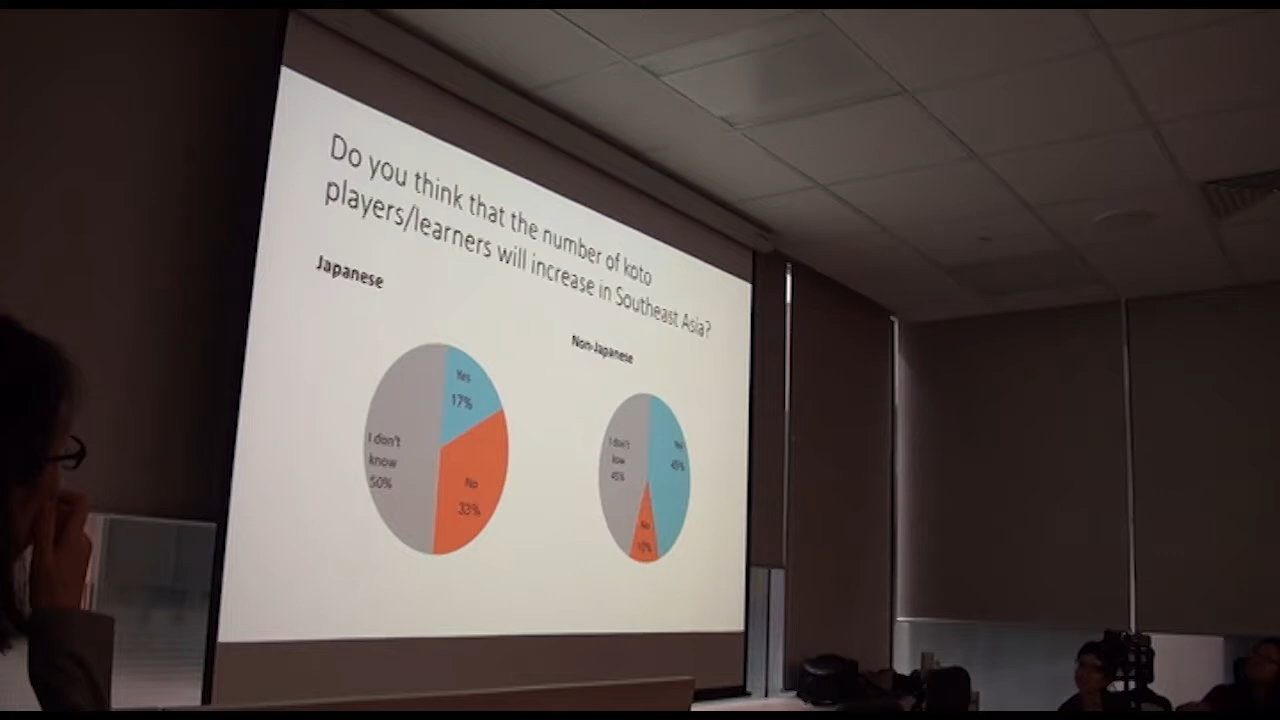 Do you think that the number of koto
players/learners will increase in Southeast Asia?
Japanese
Yes
17%
No
33%
I don't
know
50%
Non-Japanese
Yes
45%
No
10%
I don't
kow
45%